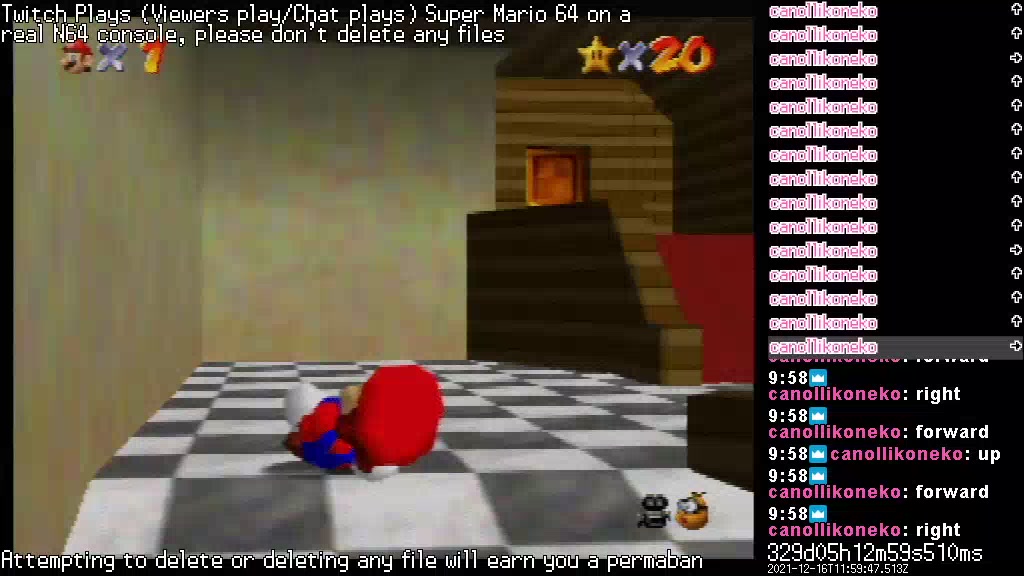 Twitch Plays (Viewers play/Chat plays) Super Mario 64 on a
real N64 console, please don't delete any files
× 1
× 20
canollikoneko ⇧
canollikoneko ⇧
canollikoneko ⇨
canollikoneko ⇧
canollikoneko ⇧
canollikoneko ⇧
canollikoneko ⇧
canollikoneko ⇧
canollikoneko ⇧
canollikoneko ⇧
canollikoneko ⇨
canollikoneko ⇧
canollikoneko ⇧
canollikoneko ⇧
canollikoneko ⇨
canollikoneko: forward
9:58
canollikoneko: right
9:58
canollikoneko: forward
9:58 canollikoneko: up
9:58
canollikoneko: forward
9:58
canollikoneko: right
329d05h12m59s510ms
2021-12-16T11:59:47.513Z
Attempting to delete or deleting any file will earn you a permaban